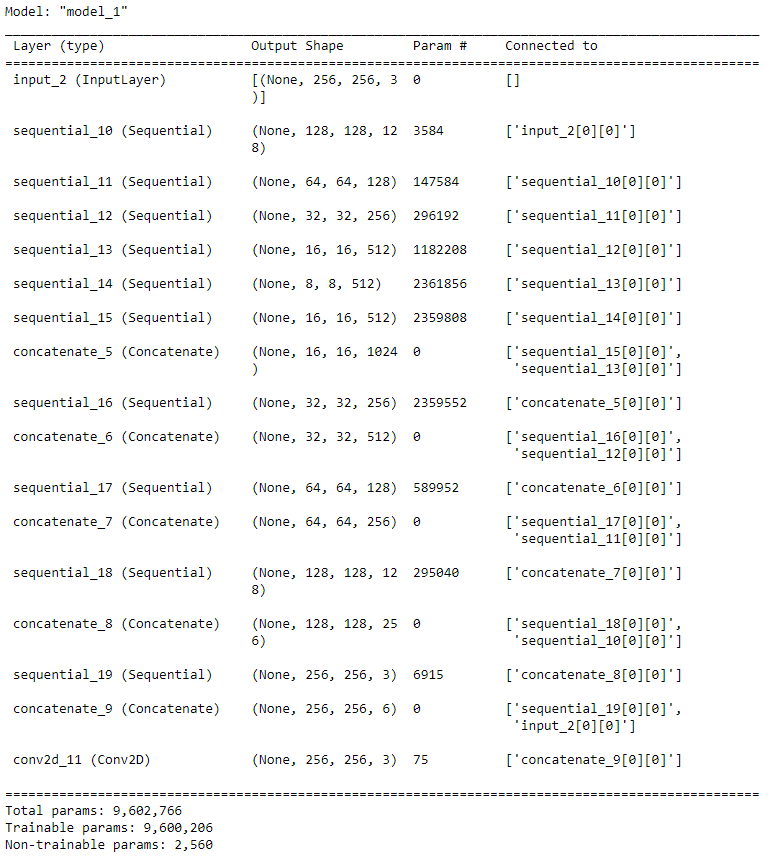 Model: "model_1"
Layer (type) Output Shape Param # Connected to
input_2 (InputLayer) [(None, 256, 256, 3 0 []
)]
sequential_10 (Sequential) (None, 128, 128, 12 3584 ['input_2[0][0]']
8)
sequential_11 (Sequential) (None, 64, 64, 128) 147584 ['sequential_10[0][0]']
sequential_12 (Sequential) (None, 32, 32, 256) 296192 ['sequential_11[0][0]']
sequential_13 (Sequential) (None, 16, 16, 512) 1182208 ['sequential_12[0][0]']
sequential_14 (Sequential) (None, 8, 8, 512) 2361856 ['sequential_13[0][0]']
sequential_15 (Sequential) (None, 16, 16, 512) 2359808 ['sequential_14[0][0]']
concatenate_5 (Concatenate) (None, 16, 16, 1024 0 ['sequential_15[0][0]',
) 'sequential_13[0][0]']
sequential_16 (Sequential) (None, 32, 32, 256) 2359552 ['concatenate_5[0][0]']
concatenate_6 (Concatenate) (None, 32, 32, 512) 0 ['sequential_16[0][0]',
'sequential_12[0][0]']
sequential_17 (Sequential) (None, 64, 64, 128) 589952 ['concatenate_6[0][0]']
concatenate_7 (Concatenate) (None, 64, 64, 256) 0 ['sequential_17[0][0]',
'sequential_11[0][0]']
sequential_18 (Sequential) (None, 128, 128, 12 295040 ['concatenate_7[0][0]']
8)
concatenate_8 (Concatenate) (None, 128, 128, 25 0 ['sequential_18[0][0]',
6) 'sequential_10[0][0]']
sequential_19 (Sequential) (None, 256, 256, 3) 6915 ['concatenate_8[0][0]']
concatenate_9 (Concatenate) (None, 256, 256, 6) 0 ['sequential_19[0][0]',
'input_2[0][0]']
conv2d_11 (Conv2D) (None, 256, 256, 3) 75 ['concatenate_9[0][0]']
Total params: 9,602,766
Trainable params: 9,600,206
Non-trainable params: 2,560